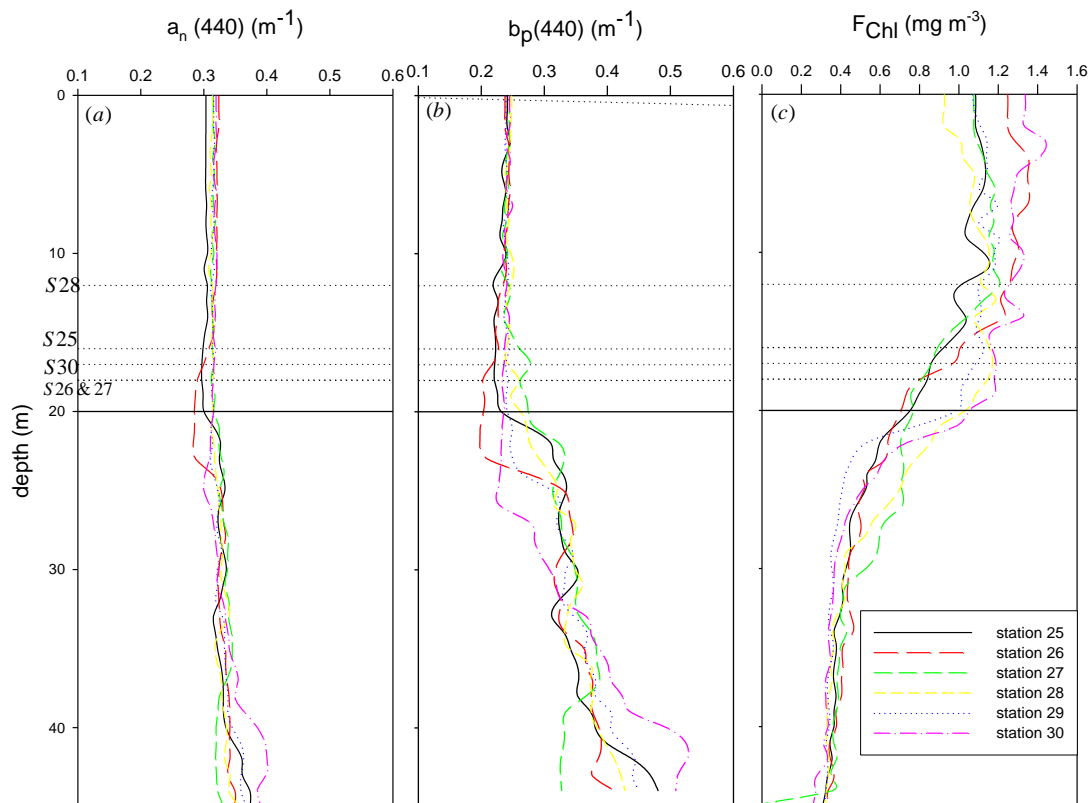 aₙ (440) (m⁻¹)
bₚ(440) (m⁻¹)
F_Chl (mg m⁻³)
0.1 0.2 0.3 0.4 0.5 0.6
0.1 0.2 0.3 0.4 0.5 0.6
0.0 0.2 0.4 0.6 0.8 1.0 1.2 1.4 1.6
0
(a)
(b)
(c)
10
S28
S25
S30
S26 & 27
20
30
40
depth (m)
station 25
station 26
station 27
station 28
station 29
station 30